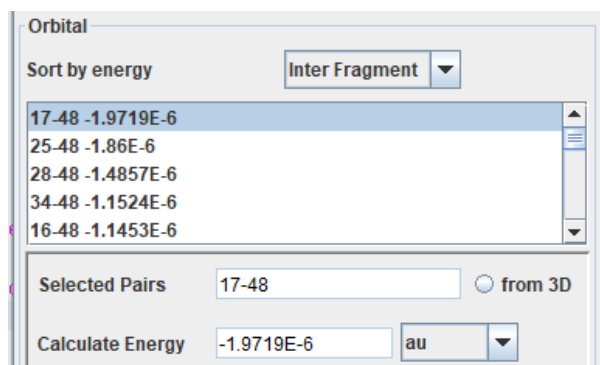 Orbital
Sort by energy Inter Fragment
17-48 -1.9719E-6
25-48 -1.86E-6
28-48 -1.4857E-6
34-48 -1.1524E-6
16-48 -1.1453E-6
Selected Pairs 17-48 from 3D
Calculate Energy -1.9719E-6 au